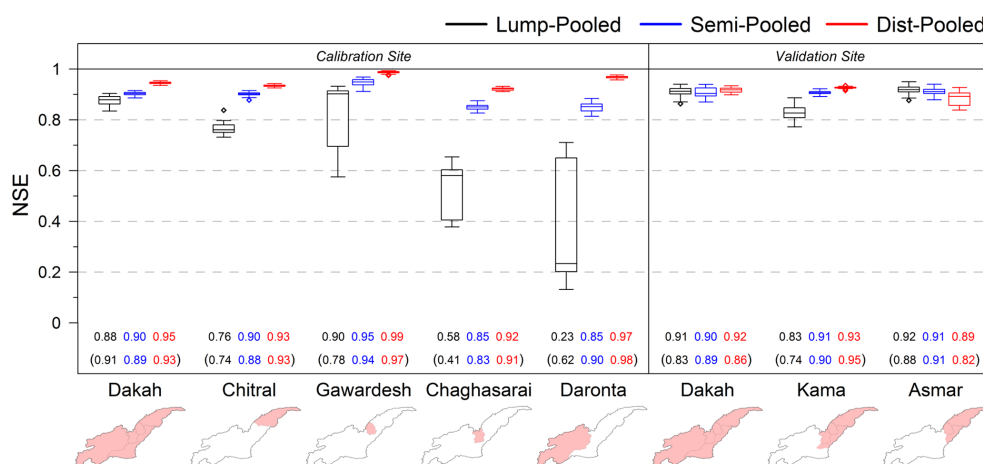 Lump-Pooled Semi-Pooled Dist-Pooled
Calibration Site Validation Site
NSE
1
0.8
0.6
0.4
0.2
0
0.88 0.90 0.95 0.76 0.90 0.93 0.90 0.95 0.99 0.58 0.85 0.92 0.23 0.85 0.97 0.91 0.90 0.92 0.83 0.91 0.93 0.92 0.91 0.89
(0.91 0.89 0.93) (0.74 0.88 0.93) (0.78 0.94 0.97) (0.41 0.83 0.91) (0.62 0.90 0.98) (0.83 0.89 0.86) (0.74 0.90 0.95) (0.88 0.91 0.82)
Dakah Chitral Gawardesh Chaghasarai Daronta Dakah Kama Asmar